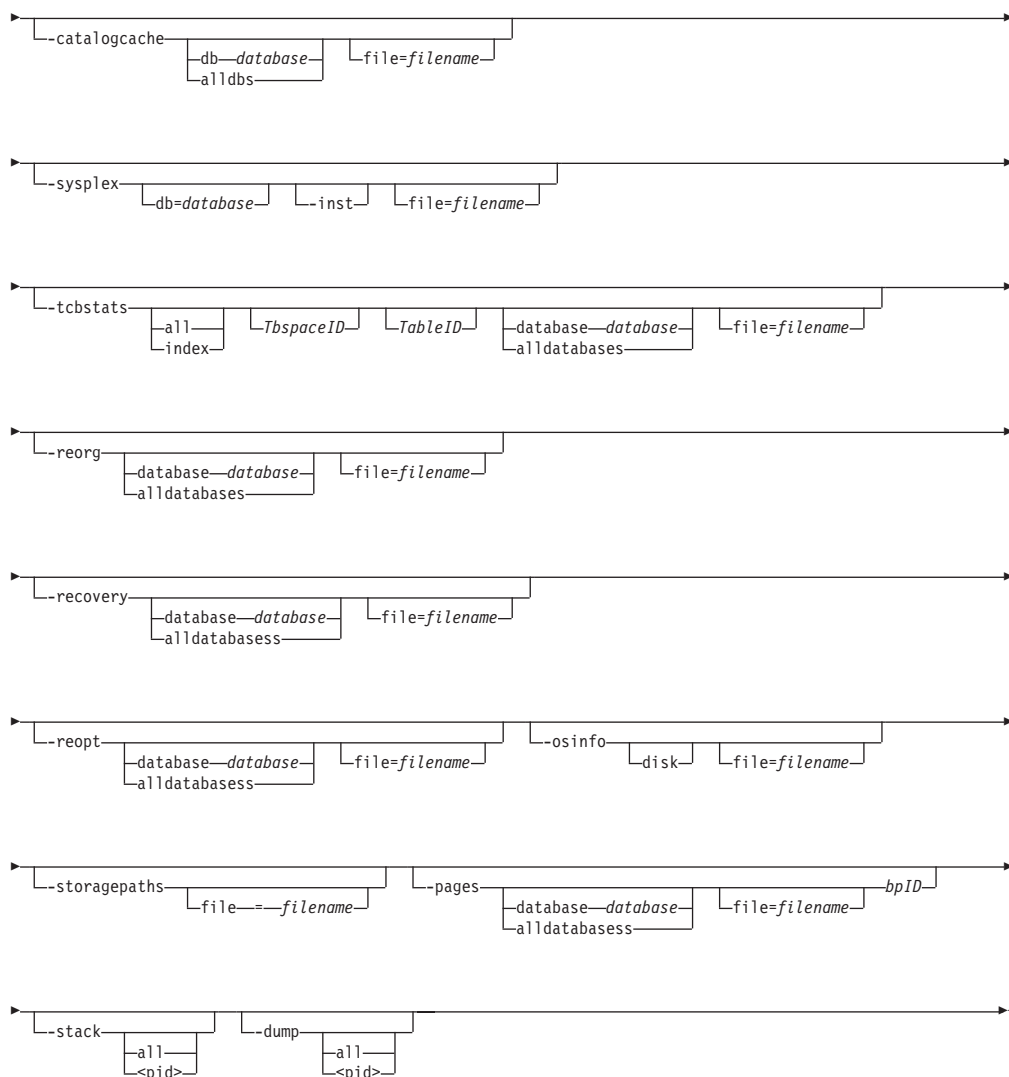 -catalogcache
db database
alldbs
file=filename
-sysplex
db=database
-inst
file=filename
-tcbstats
all
index
TbspaceID
TableID
database database
alldatabases
file=filename
-reorg
database database
alldatabases
file=filename
-recovery
database database
alldatabasess
file=filename
-reopt
database database
alldatabasess
file=filename
-osinfo
disk
file=filename
-storagepaths
file = filename
-pages
database database
alldatabasess
file=filename
bpID
-stack
all
<pid>
-dump
all
<pid>